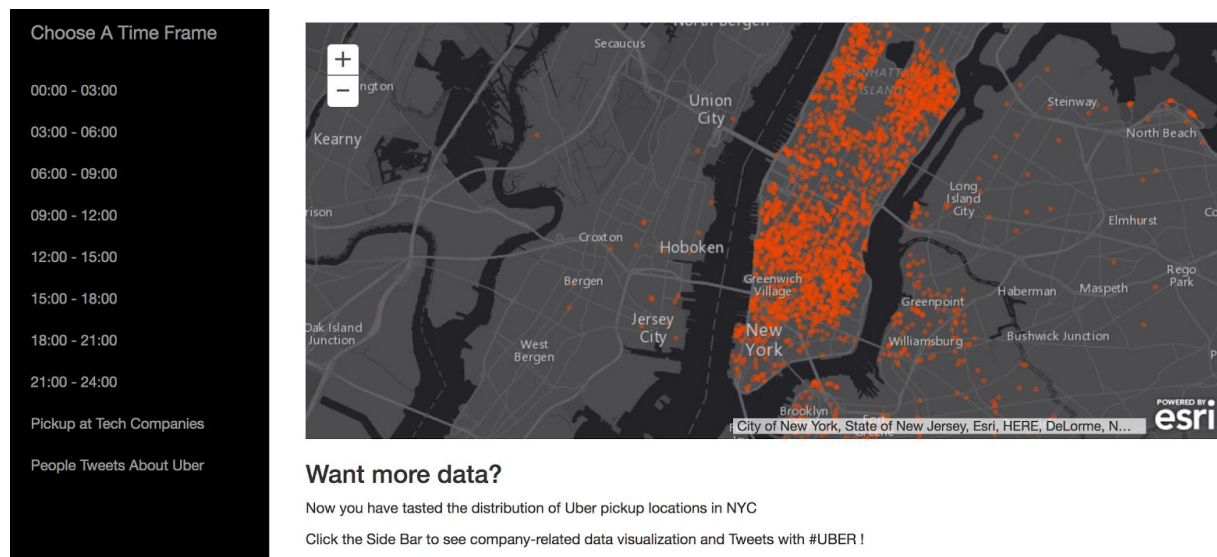 Choose A Time Frame
00:00 - 03:00
03:00 - 06:00
06:00 - 09:00
09:00 - 12:00
12:00 - 15:00
15:00 - 18:00
18:00 - 21:00
21:00 - 24:00
Pickup at Tech Companies
People Tweets About Uber
+
−
North Bergen
Secaucus
ngton
Kearny
Union
City
MANHATT
ISLAND
Steinway
North Beach
Long
Island
City
Elmhurst
Co
rison
Croxton
Hoboken
Bergen
Greenwich
Village
Greenpoint
Haberman
Maspeth
Rego
Park
Oak Island
Junction
Jersey
City
West
Bergen
New
York
Williamsburg
Bushwick Junction
P
Brooklyn
City of New York, State of New Jersey, Esri, HERE, DeLorme, N...
POWERED BY
esri
Want more data?
Now you have tasted the distribution of Uber pickup locations in NYC
Click the Side Bar to see company-related data visualization and Tweets with #UBER !